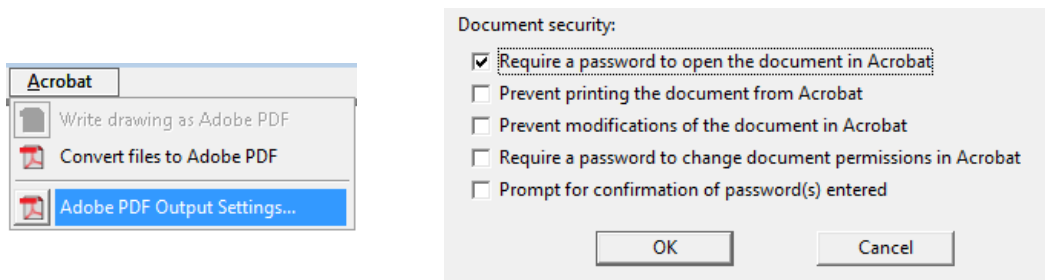 Acrobat
Write drawing as Adobe PDF
Convert files to Adobe PDF
Adobe PDF Output Settings...
Document security:
Require a password to open the document in Acrobat
Prevent printing the document from Acrobat
Prevent modifications of the document in Acrobat
Require a password to change document permissions in Acrobat
Prompt for confirmation of password(s) entered
OK Cancel